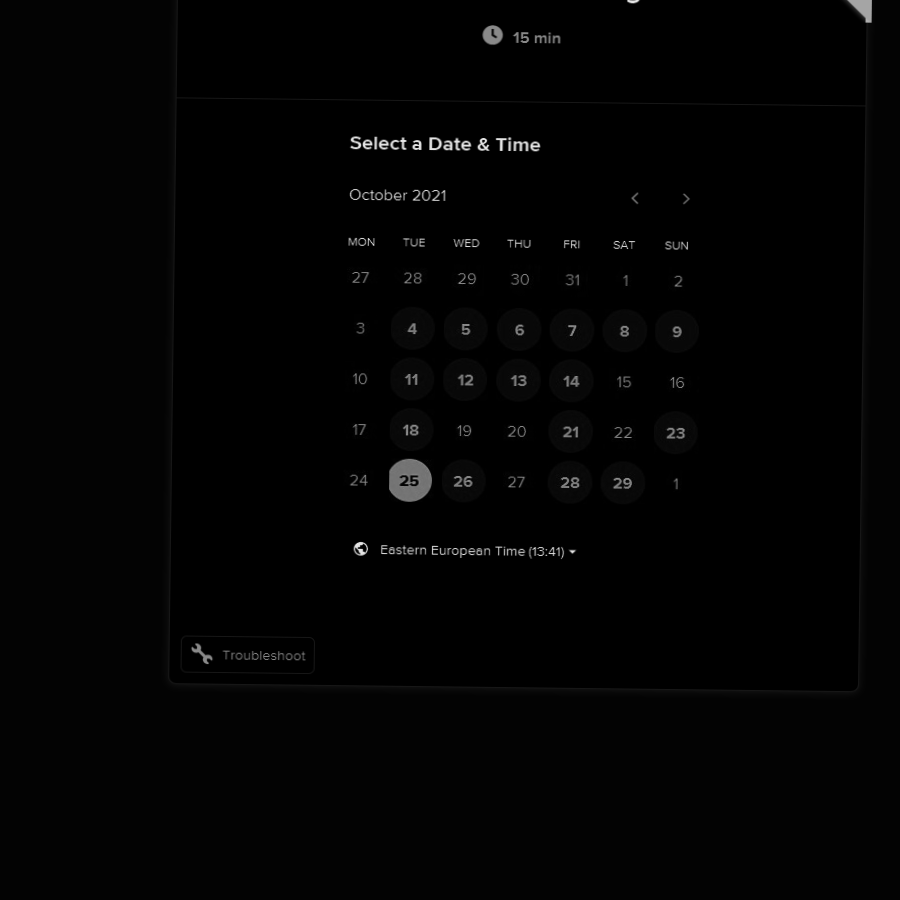 15 min
Select a Date & Time
October 2021
MON TUE WED THU FRI SAT SUN
27 28 29 30 31 1 2
3 4 5 6 7 8 9
10 11 12 13 14 15 16
17 18 19 20 21 22 23
24 25 26 27 28 29 1
Eastern European Time (13:41)
Troubleshoot